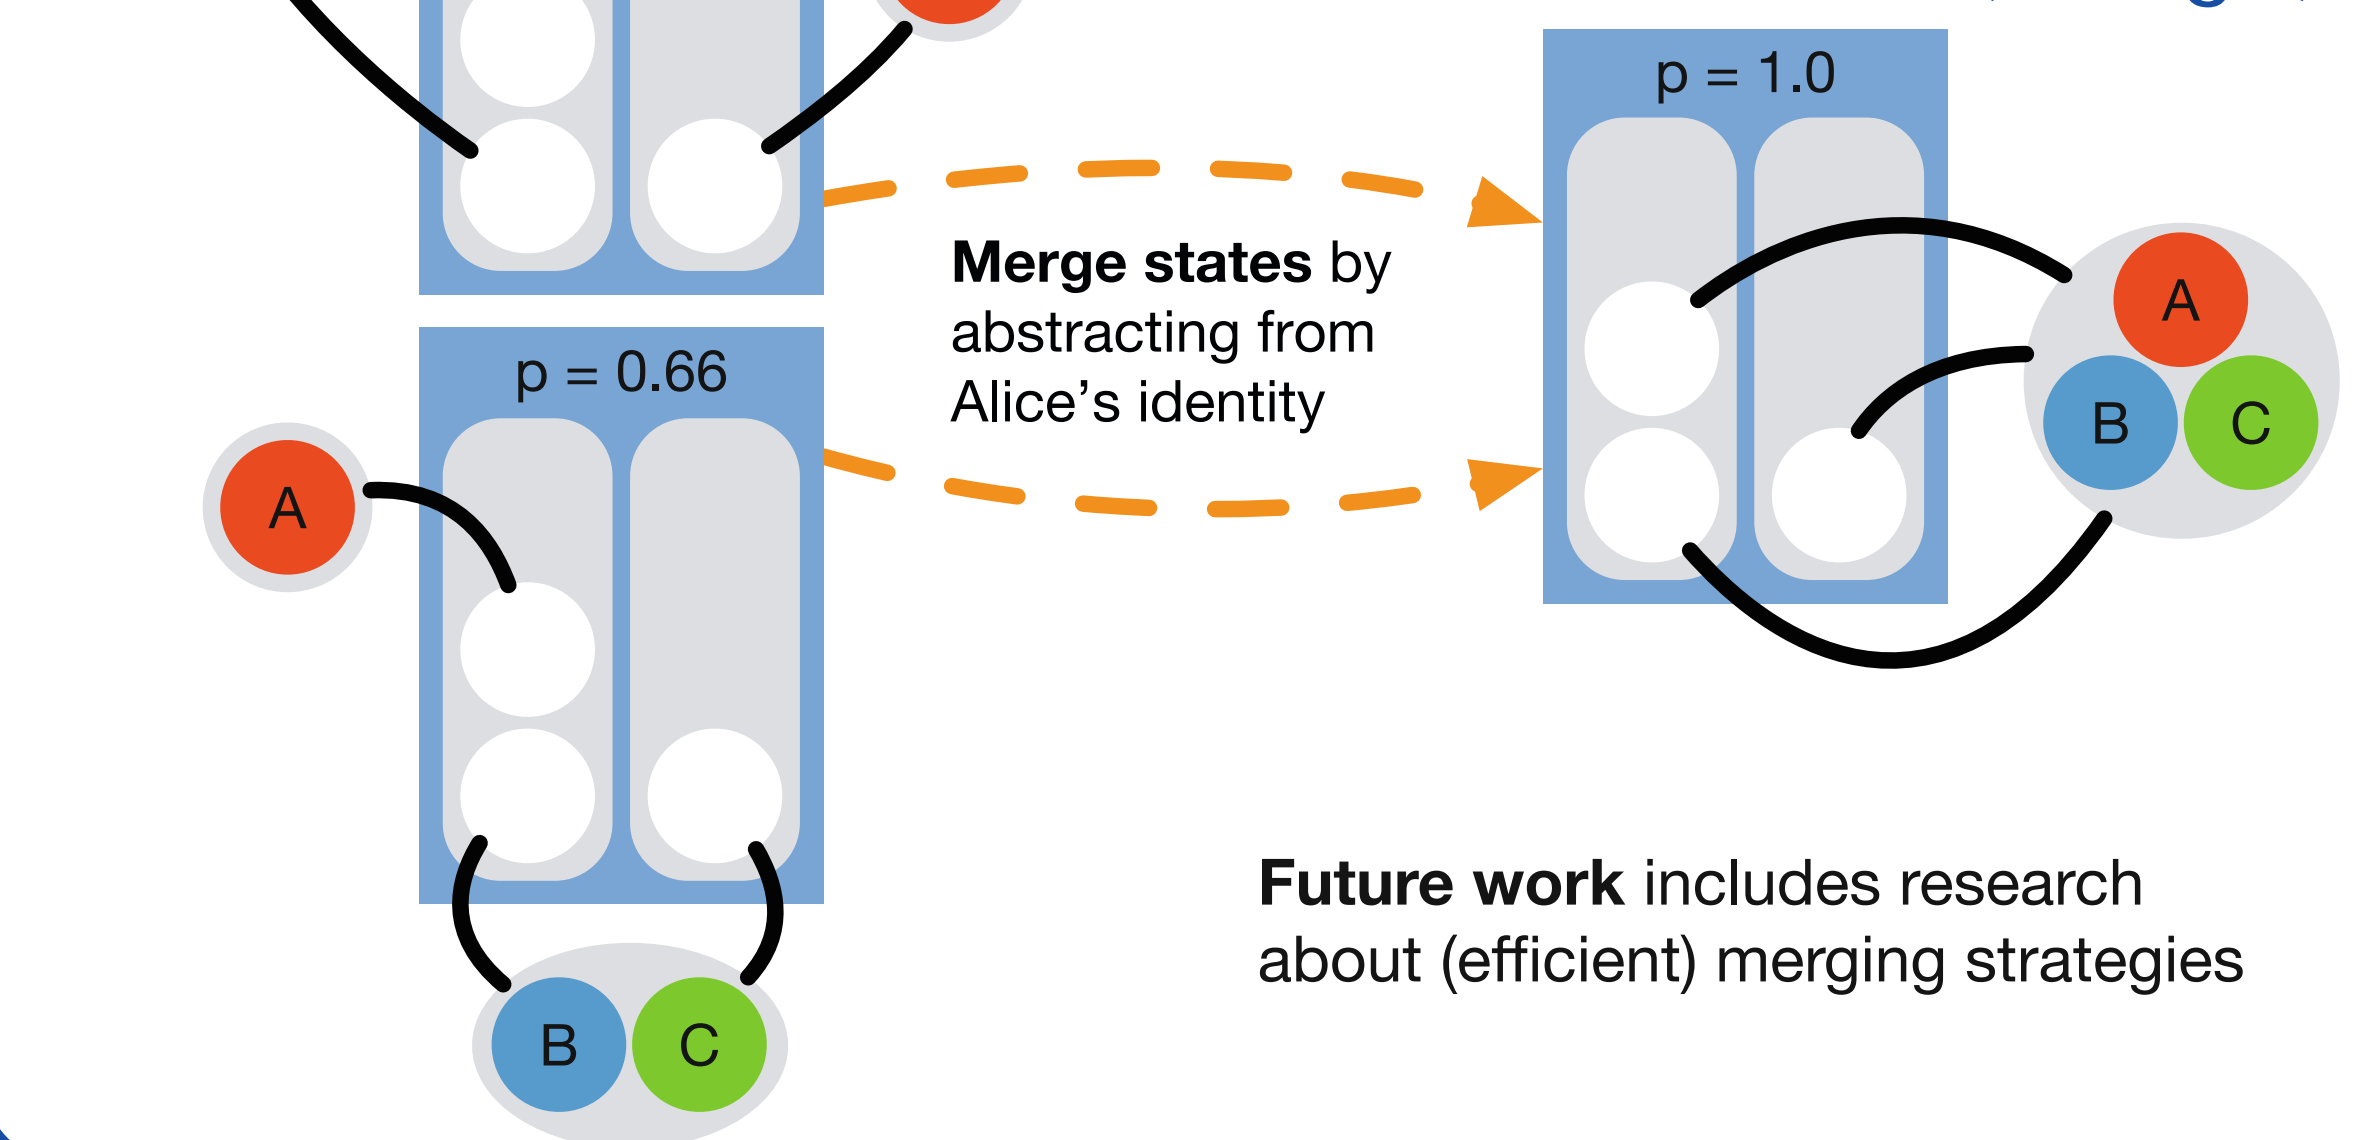 p = 1.0
Merge states by
abstracting from
Alice’s identity
p = 0.66
A
B
C
A
B
C
Future work includes research
about (efficient) merging strategies